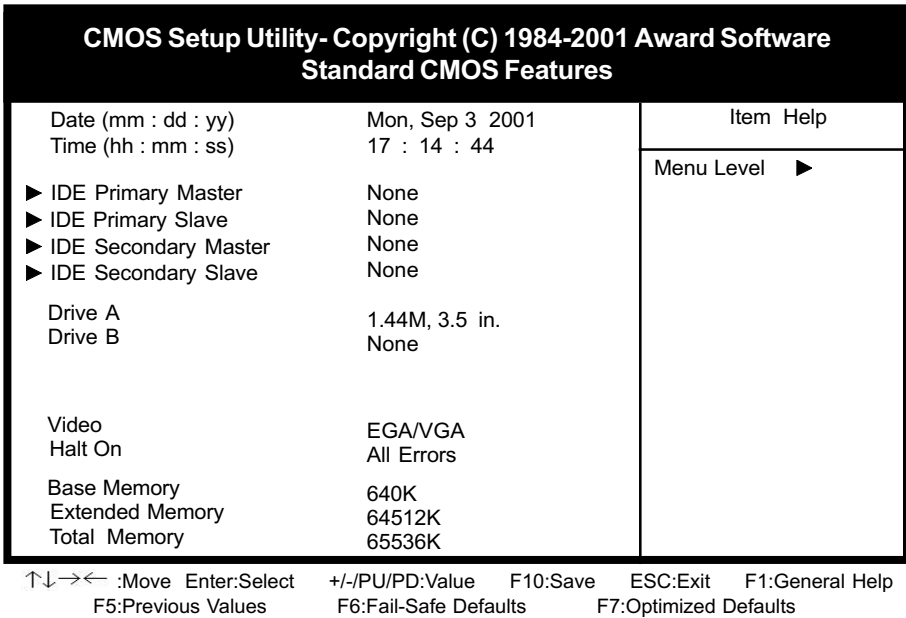 CMOS Setup Utility- Copyright (C) 1984-2001 Award Software
Standard CMOS Features
Date (mm : dd : yy) Mon, Sep 3 2001
Time (hh : mm : ss) 17 : 14 : 44
▶ IDE Primary Master None
▶ IDE Primary Slave None
▶ IDE Secondary Master None
▶ IDE Secondary Slave None
Drive A 1.44M, 3.5 in.
Drive B None
Video EGA/VGA
Halt On All Errors
Base Memory 640K
Extended Memory 64512K
Total Memory 65536K
Item Help
Menu Level ▶
↑↓→← :Move Enter:Select +/-/PU/PD:Value F10:Save ESC:Exit F1:General Help
F5:Previous Values F6:Fail-Safe Defaults F7:Optimized Defaults